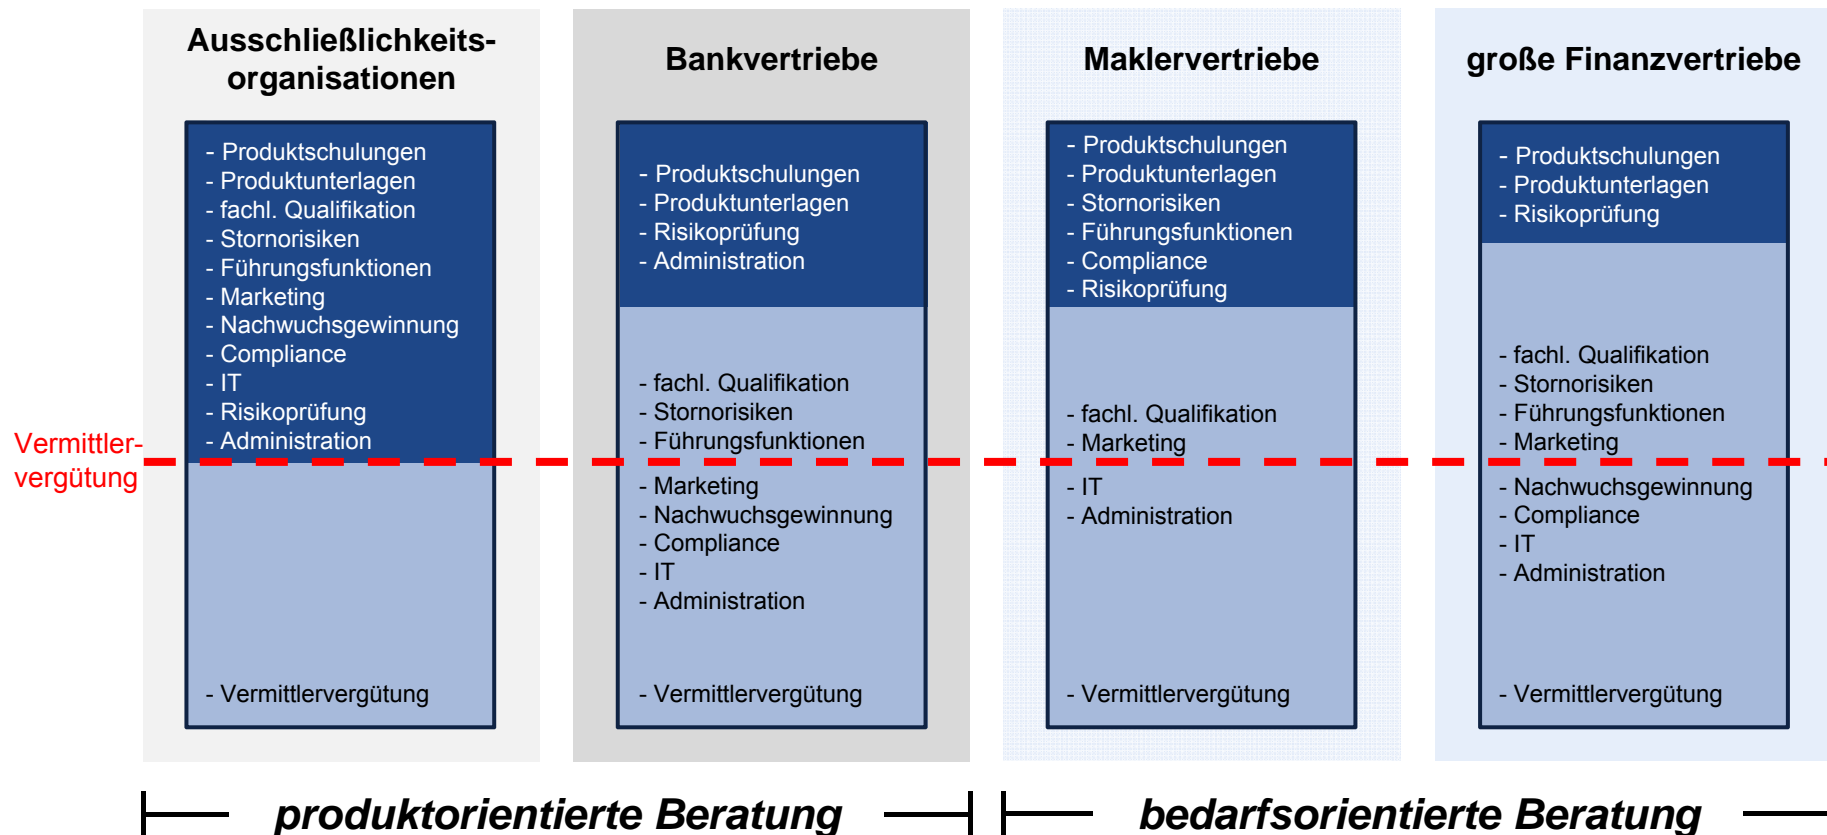 Ausschließlichkeits-
organisationen
- Produktschulungen
- Produktunterlagen
- fachl. Qualifikation
- Stornorisiken
- Führungsfunktionen
- Marketing
- Nachwuchsgewinnung
- Compliance
- IT
- Risikoprüfung
- Administration
- Vermittlervergütung
Bankvertriebe
- Produktschulungen
- Produktunterlagen
- Risikoprüfung
- Administration
- fachl. Qualifikation
- Stornorisiken
- Führungsfunktionen
- Marketing
- Nachwuchsgewinnung
- Compliance
- IT
- Administration
- Vermittlervergütung
Maklervertriebe
- Produktschulungen
- Produktunterlagen
- Stornorisiken
- Führungsfunktionen
- Compliance
- Risikoprüfung
- fachl. Qualifikation
- Marketing
- IT
- Administration
- Vermittlervergütung
große Finanzvertriebe
- Produktschulungen
- Produktunterlagen
- Risikoprüfung
- fachl. Qualifikation
- Stornorisiken
- Führungsfunktionen
- Marketing
- Nachwuchsgewinnung
- Compliance
- IT
- Administration
- Vermittlervergütung
Vermittler-
vergütung
produktorientierte Beratung
bedarfsorientierte Beratung